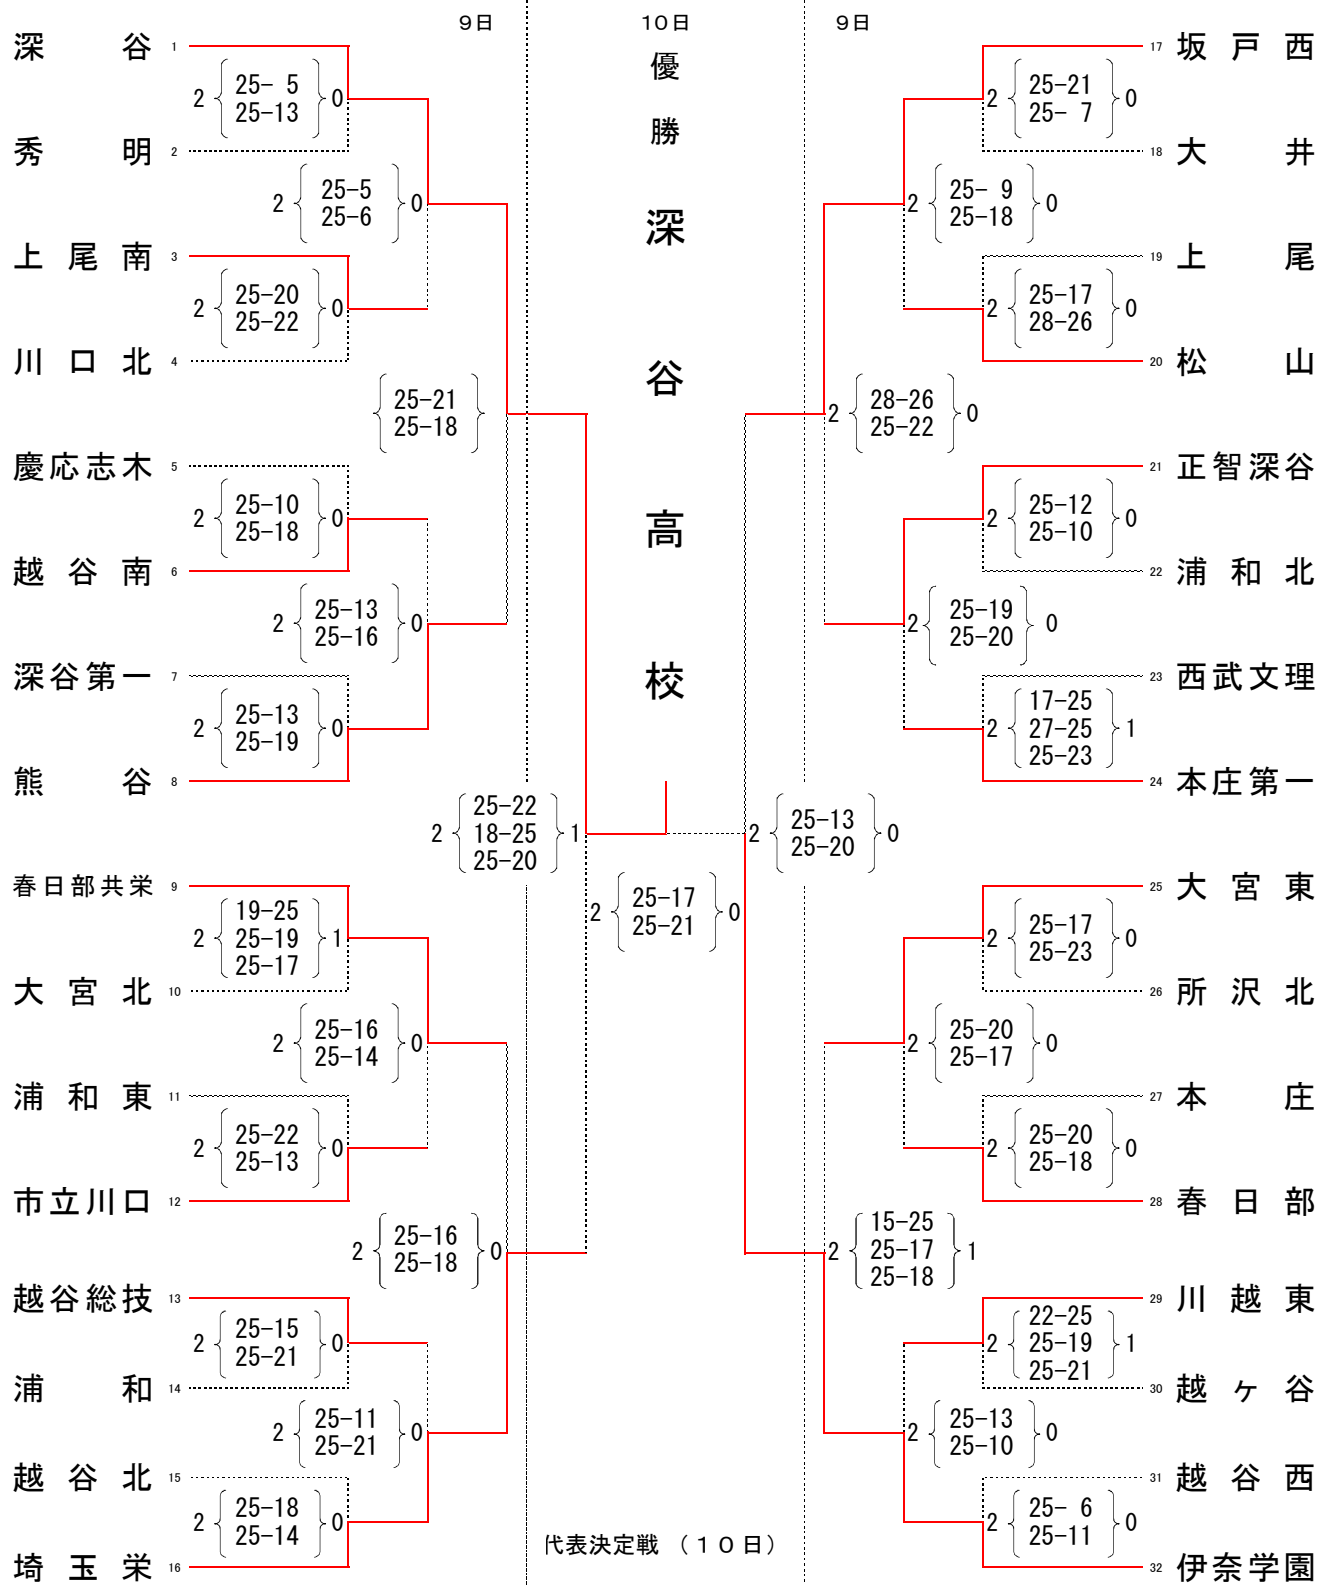 9日
10日
9日
優勝
深谷高校
深谷 1
2 25- 5 0
25-13
秀明 2
2 25-5 0
25-6
上尾南 3
2 25-20 0
25-22
川口北 4
25-21
25-18
慶応志木 5
2 25-10 0
25-18
越谷南 6
2 25-13 0
25-16
深谷第一 7
2 25-13 0
25-19
熊谷 8
25-22
2 18-25 1
25-20
春日部共栄 9
19-25
2 25-19 1
25-17
大宮北 10
2 25-16 0
25-14
浦和東 11
2 25-22 0
25-13
市立川口 12
2 25-16 0
25-18
越谷総技 13
2 25-15 0
25-21
浦和 14
2 25-11 0
25-21
越谷北 15
2 25-18 0
25-14
埼玉栄 16
2 25-17 0
25-21
代表決定戦 (10日)
17 坂戸西
2 25-21 0
25- 7
18 大井
2 25- 9 0
25-18
19 上尾
2 25-17 0
28-26
20 松山
2 28-26 0
25-22
21 正智深谷
2 25-12 0
25-10
22 浦和北
2 25-19 0
25-20
23 西武文理
17-25
2 27-25 1
25-23
24 本庄第一
2 25-13 0
25-20
25 大宮東
2 25-17 0
25-23
26 所沢北
2 25-20 0
25-17
27 本庄
2 25-20 0
25-18
28 春日部
15-25
2 25-17 1
25-18
29 川越東
22-25
2 25-19 1
25-21
30 越ヶ谷
2 25-13 0
25-10
31 越谷西
2 25- 6 0
25-11
32 伊奈学園